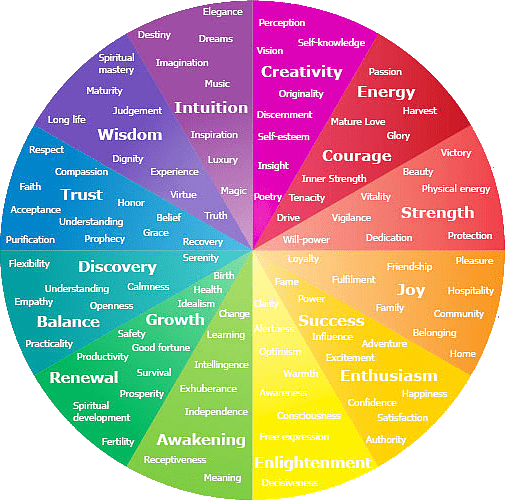 Elegance
Destiny
Dreams
Spiritual
mastery
Imagination
Music
Maturity
Intuition
Judgement
Long life
Wisdom
Inspiration
Dignity
Luxury
Experience
Magic
Virtue
Truth
Perception
Self-knowledge
Vision
Creativity
Originality
Discernment
Self-esteem
Insight
Poetry
Passion
Energy
Harvest
Mature Love
Glory
Courage
Inner Strength
Tenacity
Drive
Victory
Beauty
Physical energy
Vitality
Strength
Vigilance
Will-power
Dedication
Protection
Respect
Compassion
Faith
Trust
Honor
Acceptance
Understanding
Belief
Grace
Purification
Prophecy
Recovery
Flexibility
Discovery
Serenity
Understanding
Calmness
Birth
Health
Empathy
Openness
Idealism
Balance
Growth
Change
Practicality
Safety
Learning
Good fortune
Productivity
Renewal
Survival
Intellingence
Prosperity
Exhuberance
Spiritual
development
Independence
Fertility
Awakening
Receptiveness
Meaning
Loyalty
Friendship
Pleasure
Fame
Fulfilment
Joy
Hospitality
Clarity
Power
Family
Community
Success
Alertness
Influence
Adventure
Belonging
Optimism
Excitement
Home
Warmth
Enthusiasm
Awareness
Happiness
Confidence
Consciousness
Satisfaction
Free expression
Authority
Enlightenment
Decisiveness